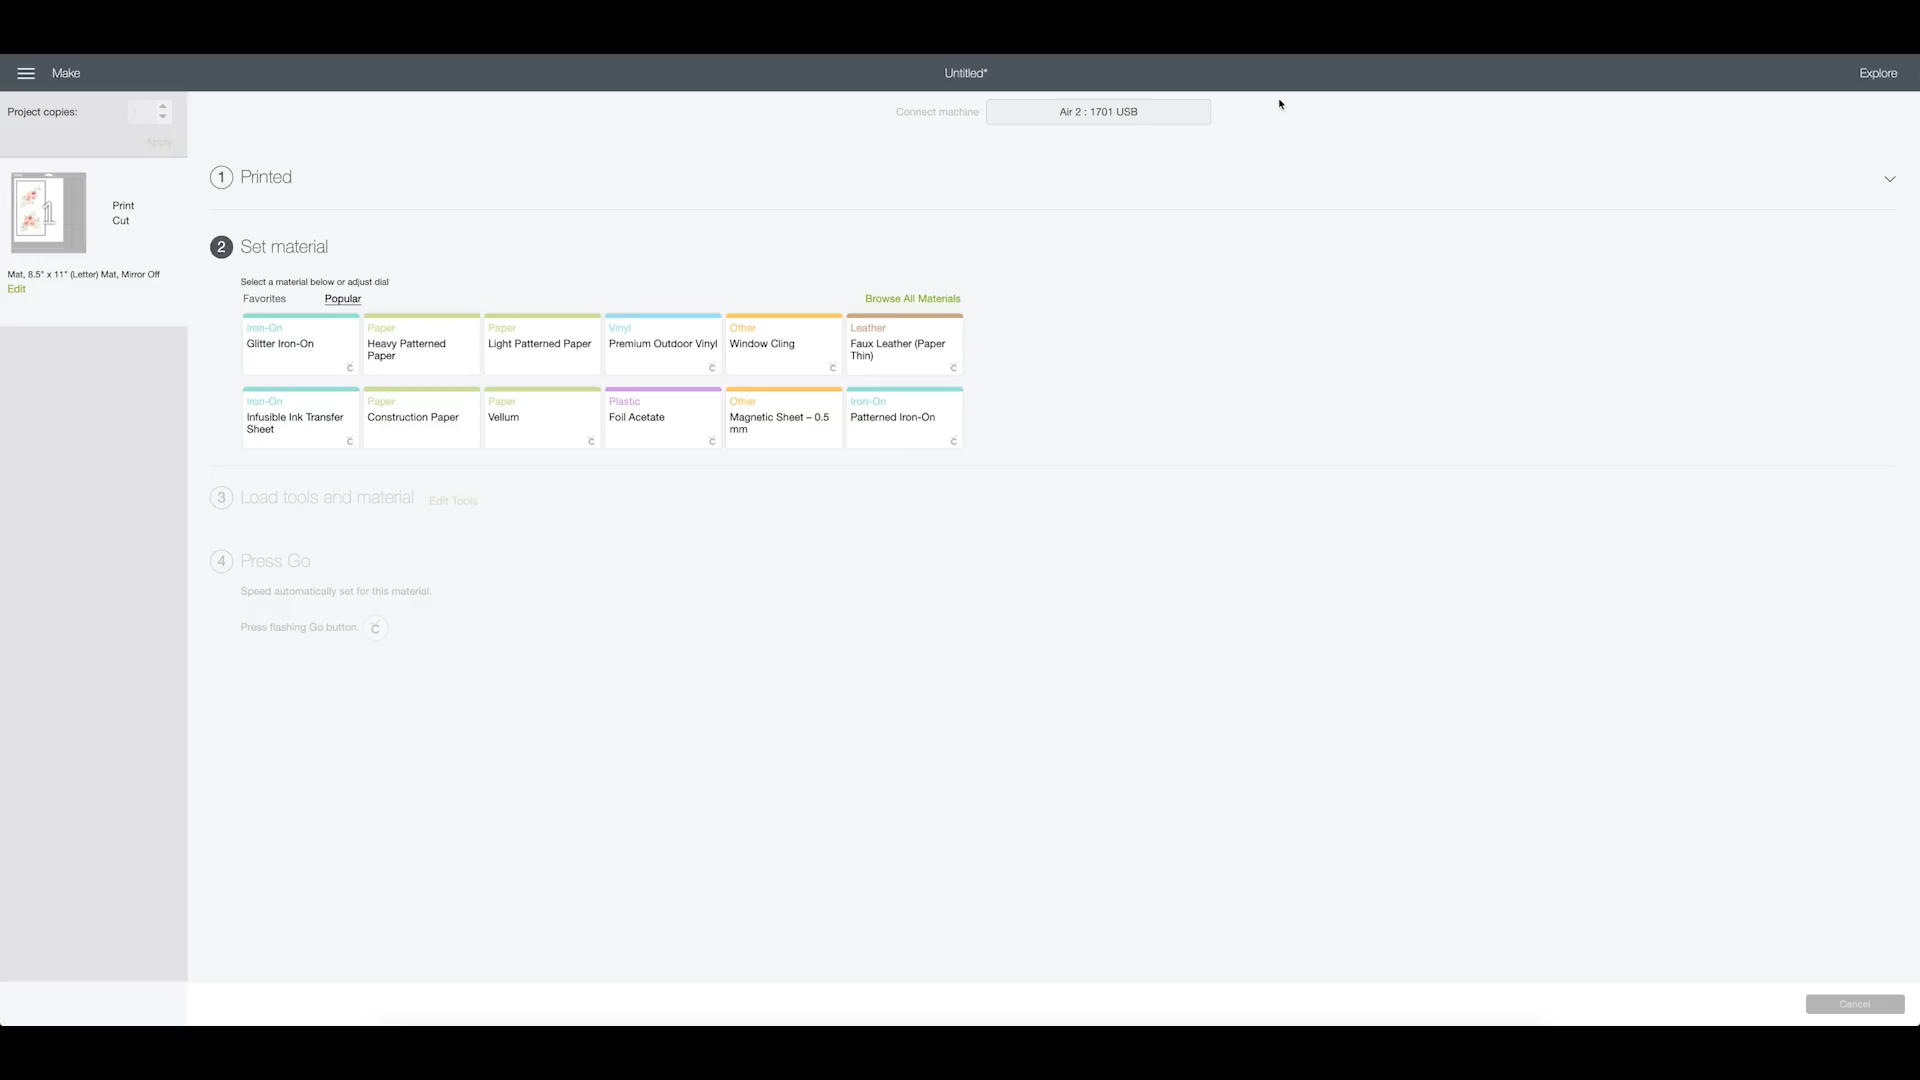 Make
Untitled*
Explore
Project copies:
Apply
Connect machine
Air 2 : 1701 USB
Print
Cut
Mat, 8.5" x 11" (Letter) Mat, Mirror Off
Edit
1 Printed
2 Set material
Select a material below or adjust dial
Favorites
Popular
Browse All Materials
Iron-On
Glitter Iron-On
Paper
Heavy Patterned
Paper
Paper
Light Patterned Paper
Vinyl
Premium Outdoor Vinyl
Other
Window Cling
Leather
Faux Leather (Paper
Thin)
Iron-On
Infusible Ink Transfer
Sheet
Paper
Construction Paper
Paper
Vellum
Plastic
Foil Acetate
Other
Magnetic Sheet – 0.5
mm
Iron-On
Patterned Iron-On
3 Load tools and material
Edit Tools
4 Press Go
Speed automatically set for this material.
Press flashing Go button.
Cancel